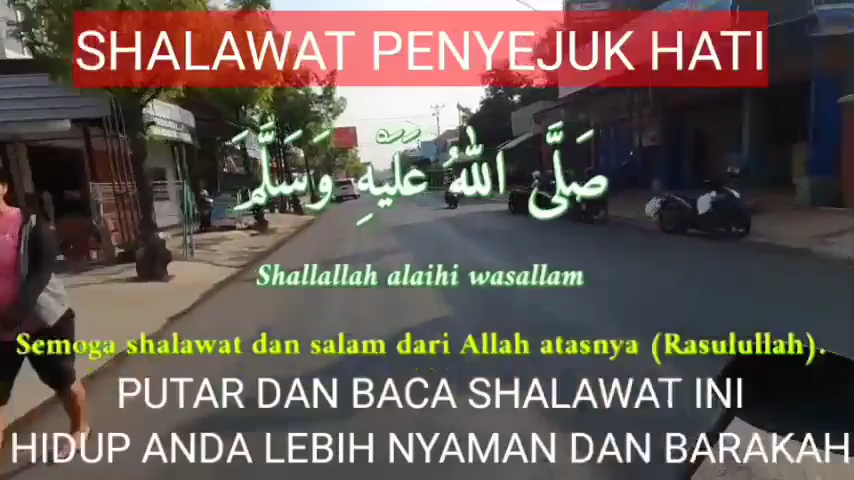 SHALAWAT PENYEJUK HATI
صَلَّى اللهُ عَلَيْهِ وَسَلَّمَ
Shallallah alaihi wasallam
Semoga shalawat dan salam dari Allah atasnya (Rasulullah).
PUTAR DAN BACA SHALAWAT INI
HIDUP ANDA LEBIH NYAMAN DAN BARAKAH